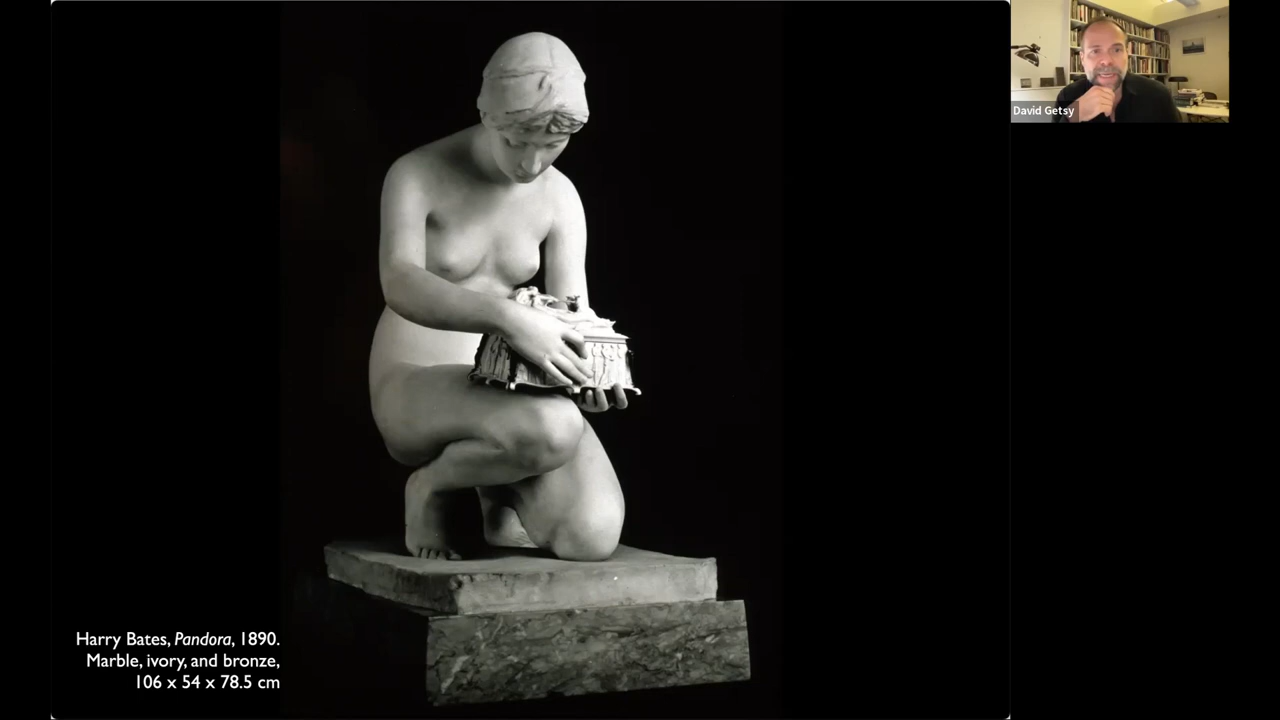 David Getsy
Harry Bates, Pandora, 1890.
Marble, ivory, and bronze,
106 x 54 x 78.5 cm